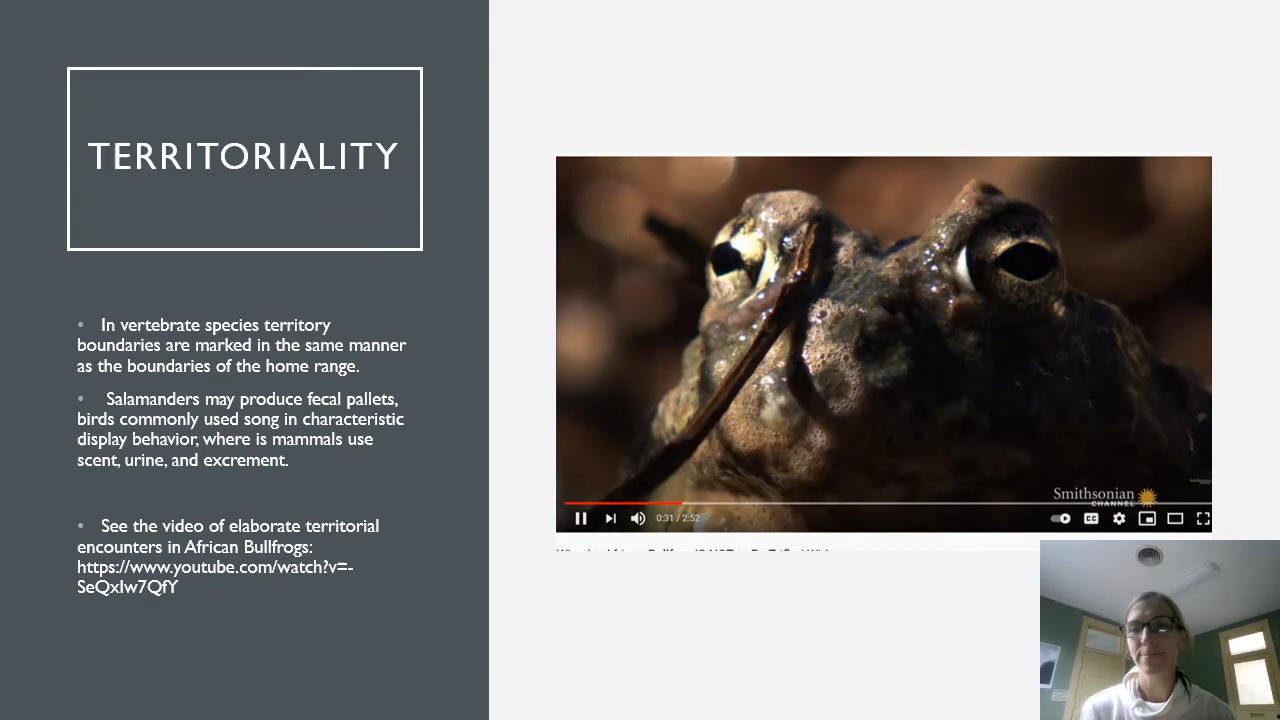 TERRITORIALITY
• In vertebrate species territory
boundaries are marked in the same manner
as the boundaries of the home range.
• Salamanders may produce fecal pallets,
birds commonly used song in characteristic
display behavior, where is mammals use
scent, urine, and excrement.
• See the video of elaborate territorial
encounters in African Bullfrogs:
https://www.youtube.com/watch?v=-
SeQxIw7QfY
Smithsonian
CHANNEL
0:31 / 2:52
CC